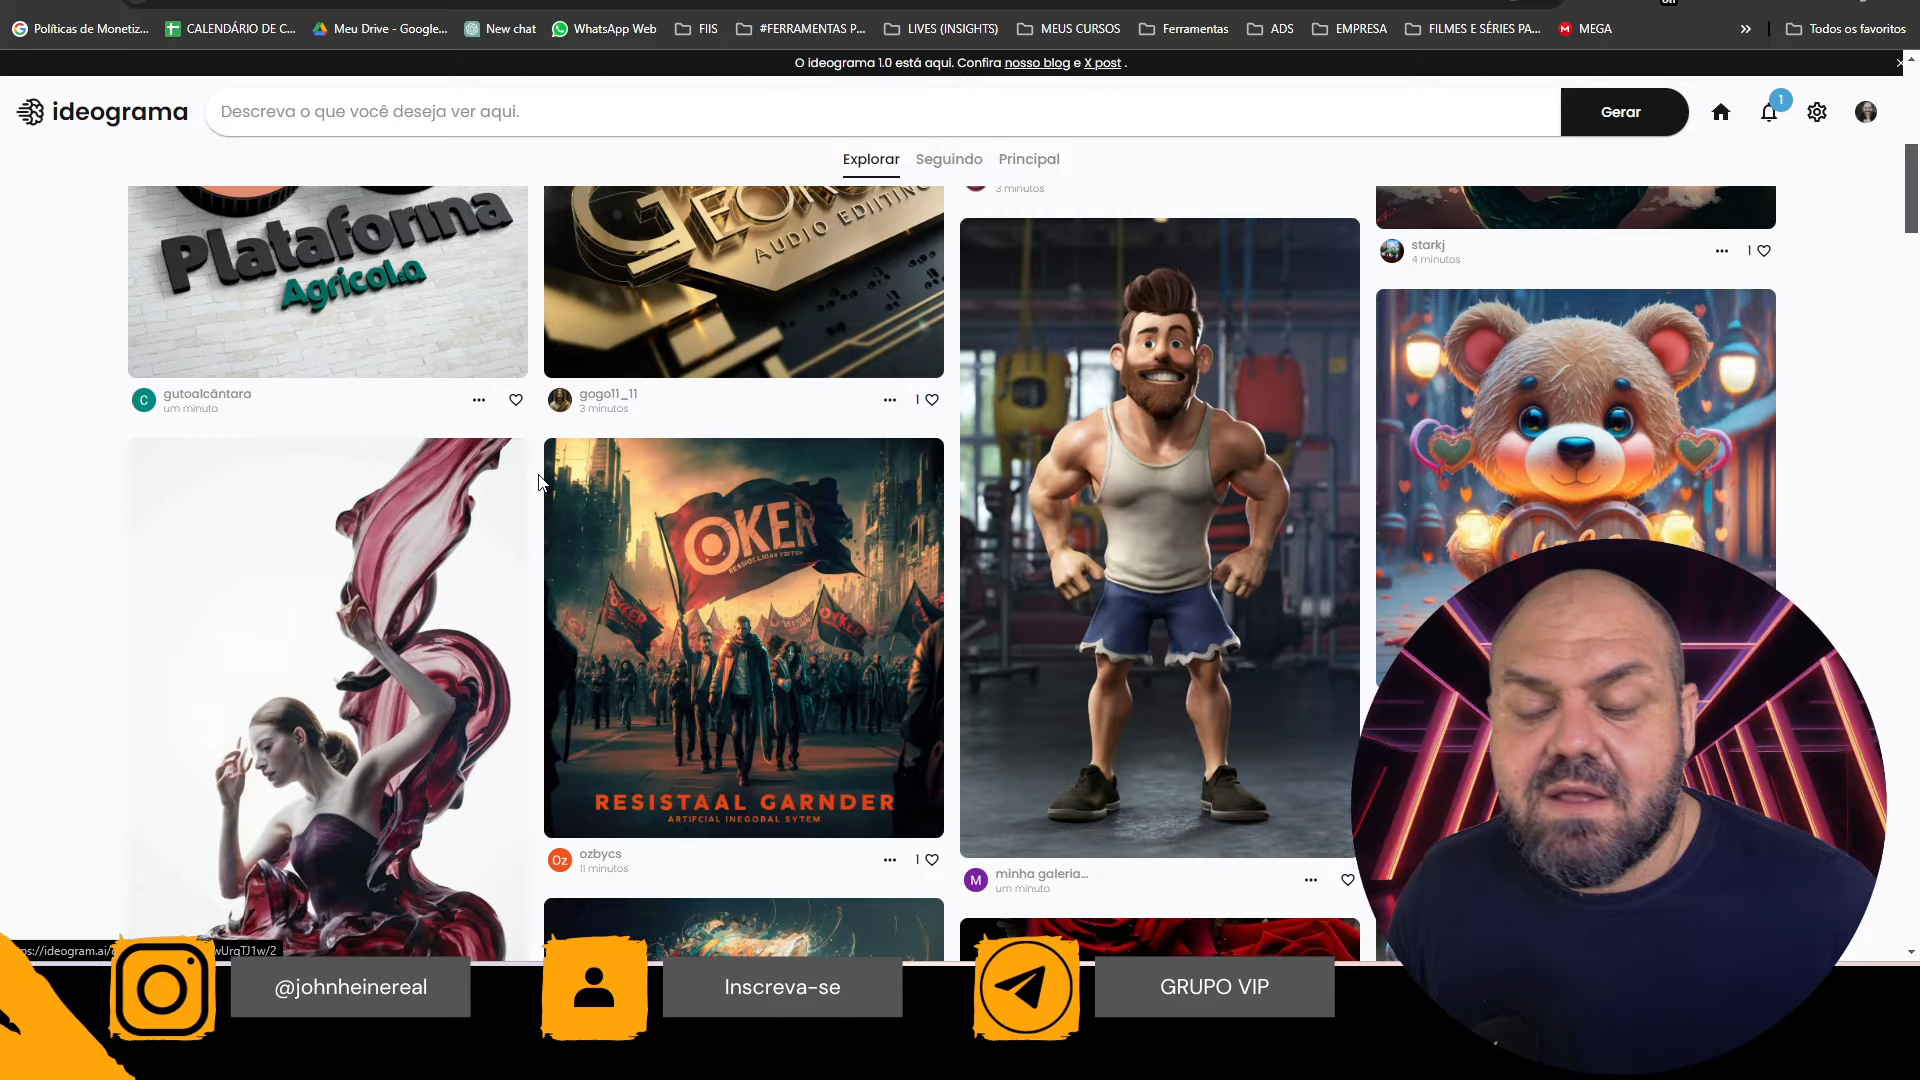 Políticas de Monetiz...
CALENDÁRIO DE C...
Meu Drive - Google...
New chat
WhatsApp Web
FIIS
#FERRAMENTAS P...
LIVES (INSIGHTS)
MEUS CURSOS
Ferramentas
ADS
EMPRESA
FILMES E SÉRIES PA...
MEGA
»
Todos os favoritos
O ideograma 1.0 está aqui. Confira nosso blog e X post .
ideograma
Descreva o que você deseja ver aqui.
Gerar
1
Explorar
Seguindo
Principal
3 minutos
Plataforma
Agrícola
AUDIO EDITING
starkj
4 minutos
1
C
gutoalcântara
um minuto
gogo11_11
3 minutos
1
OKER
OKER
RESISTAAL GARNDER
ARTIFCIAL INEGOBAL SYTEM
Oz
ozbycs
11 minutos
1
M
minha galeria...
um minuto
@johnheinereal
Inscreva-se
GRUPO VIP